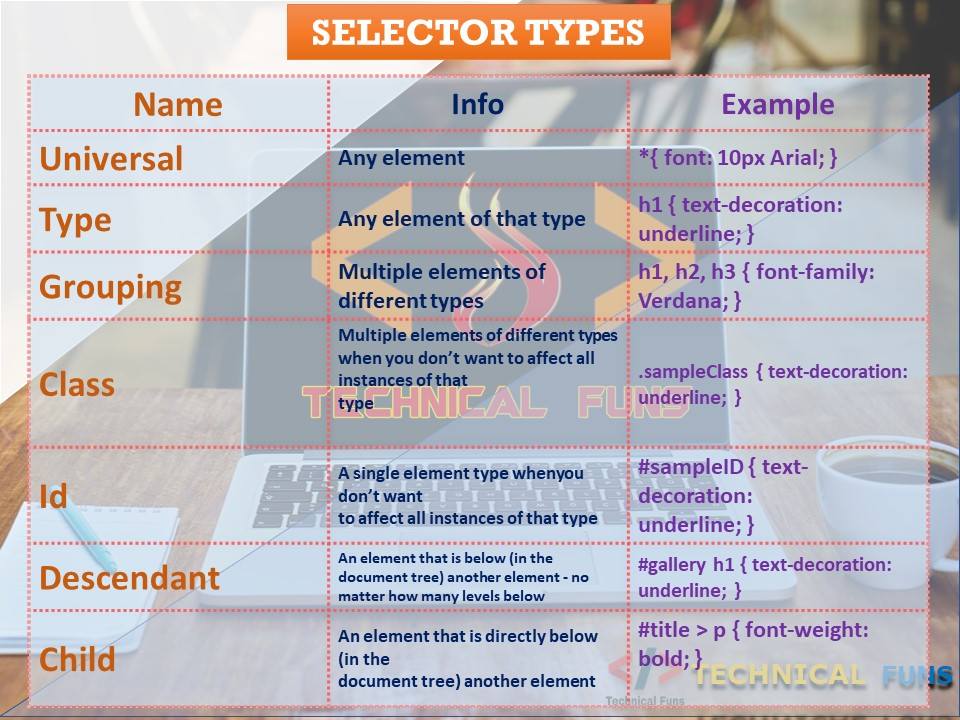 SELECTOR TYPES
Name
Info
Example
Universal
Any element
*{ font: 10px Arial; }
Type
Any element of that type
h1 { text-decoration:
underline; }
Grouping
Multiple elements of
different types
h1, h2, h3 { font-family:
Verdana; }
Class
Multiple elements of different types
when you don’t want to affect all
instances of that
type
.sampleClass { text-decoration:
underline; }
Id
A single element type whenyou
don’t want
to affect all instances of that type
#sampleID { text-
decoration:
underline; }
Descendant
An element that is below (in the
document tree) another element - no
matter how many levels below
#gallery h1 { text-decoration:
underline; }
Child
An element that is directly below
(in the
document tree) another element
#title > p { font-weight:
bold; }
TECHNICAL FUNS
TECHNICAL FUNS
Technical Funs